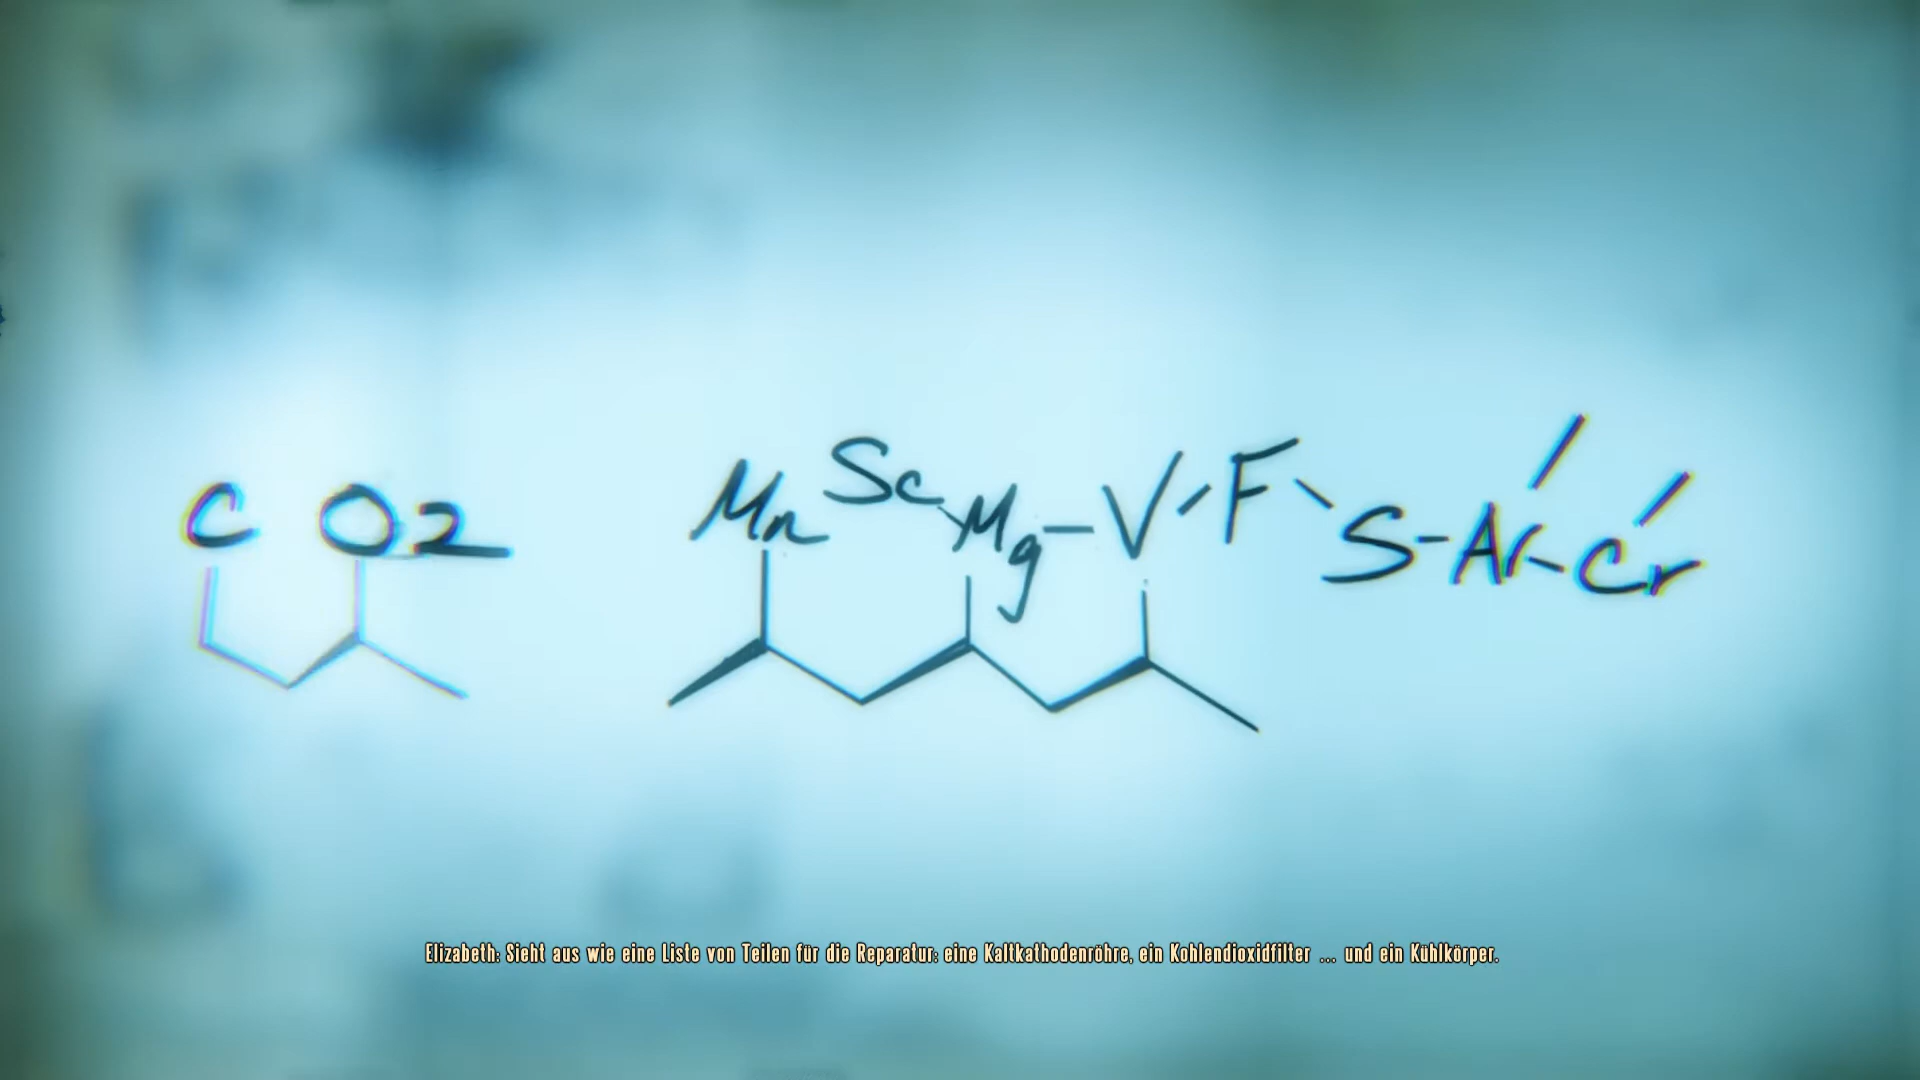 C O2 Mn Sc Mg V F S Ar Cr
Elizabeth: Sieht aus wie eine Liste von Teilen für die Reparatur: eine Kaltkathodenröhre, ein Kohlendioxidfilter ... und ein Kühlkörper.